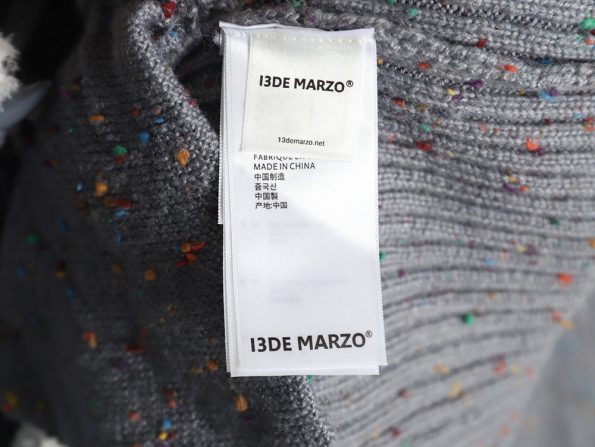 13DE MARZO®
13demarzo.net
MADE IN CHINA
中国制造
중국산
中国製
产地:中国
13DE MARZO®